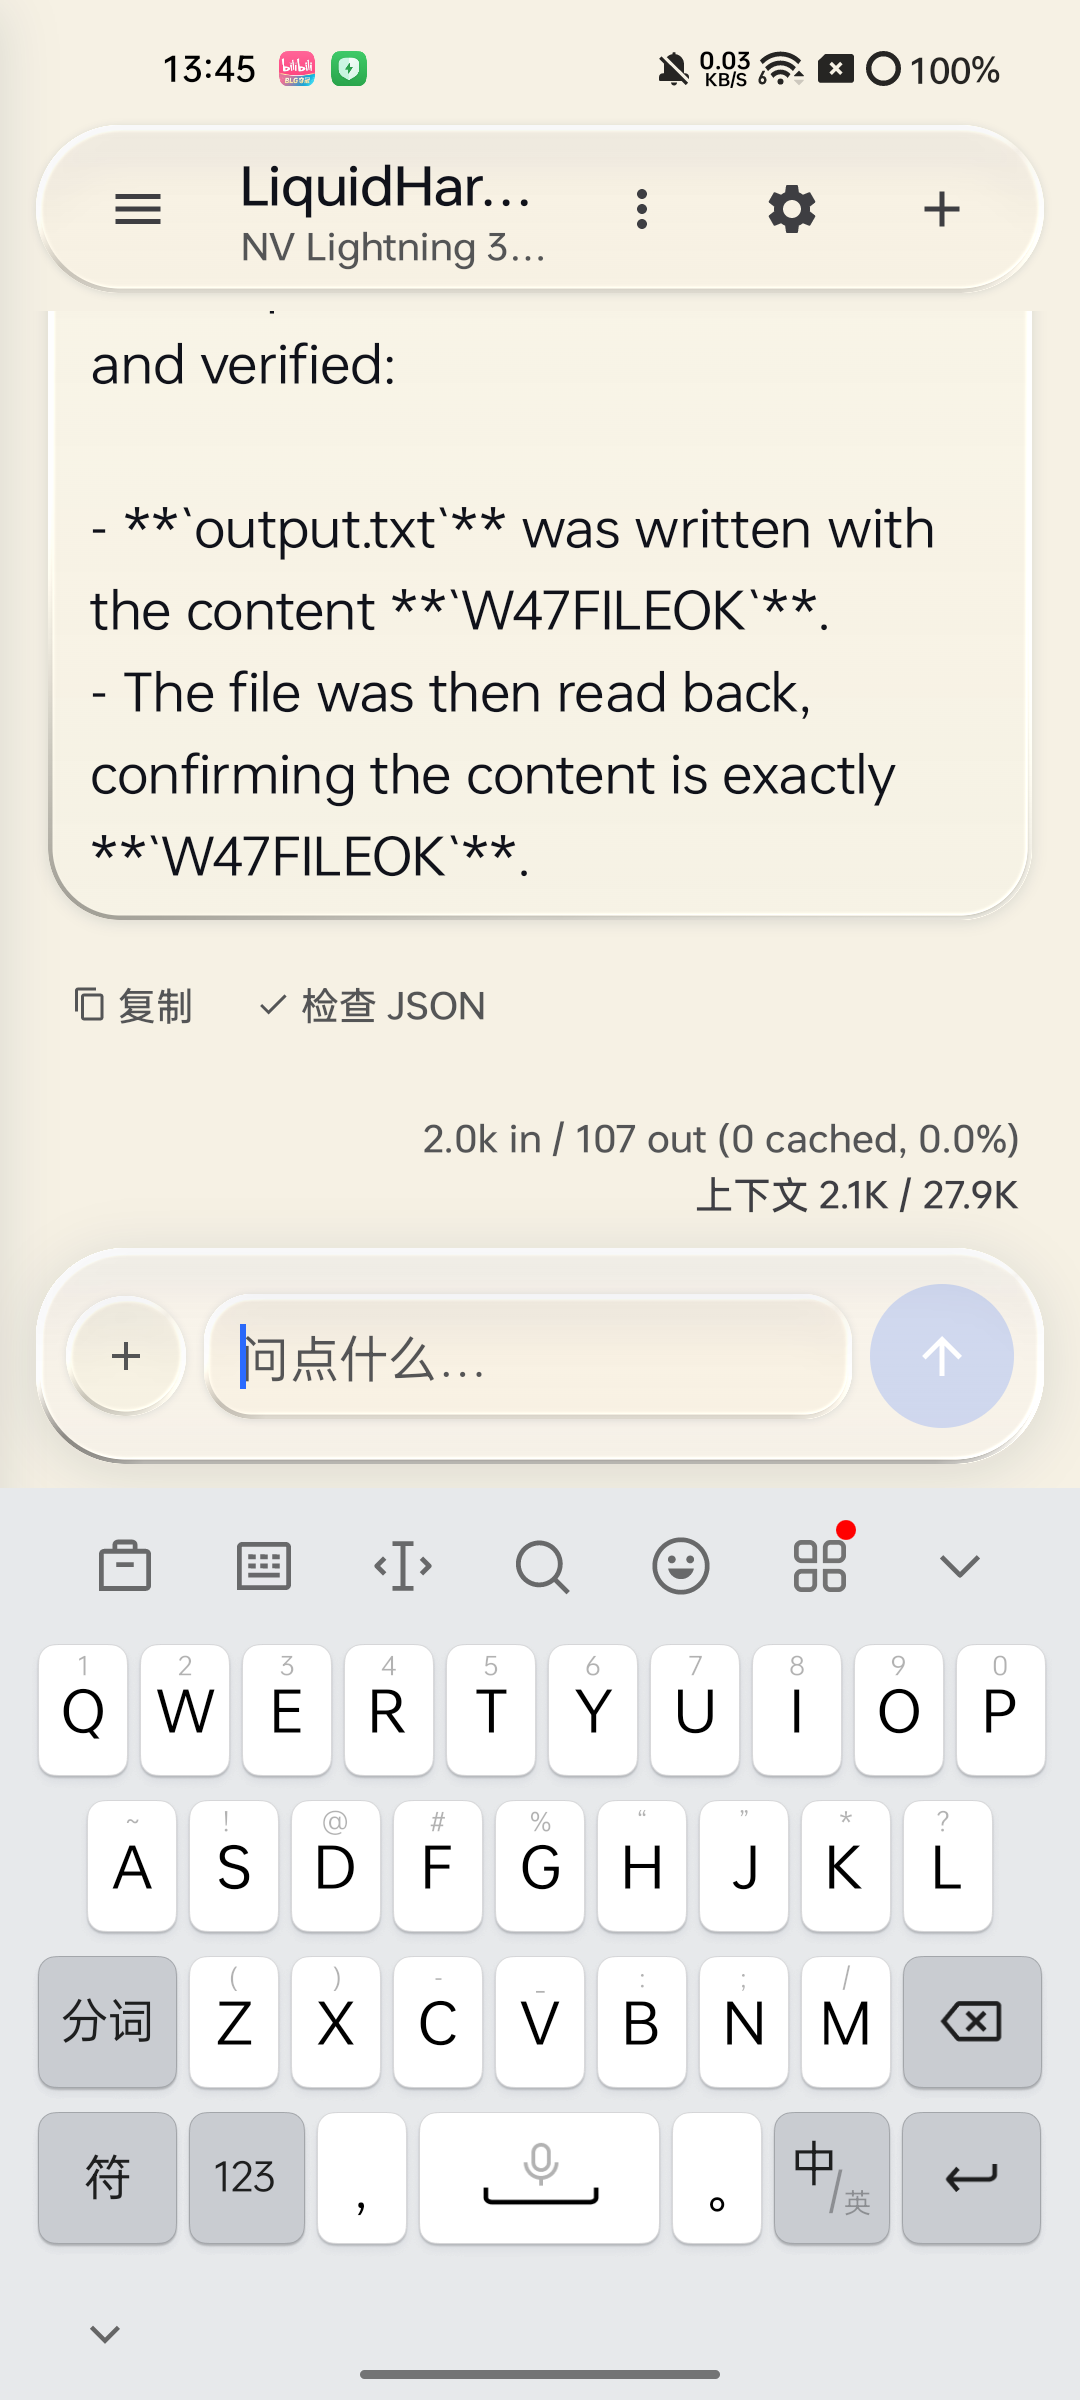 13:45
0.03
KB/S
6
100%
LiquidHar...
NV Lightning 3...
and verified:
- **`output.txt`** was written with
the content **`W47FILEOK`**.
- The file was then read back,
confirming the content is exactly
**`W47FILEOK`**.
复制
检查 JSON
2.0k in / 107 out (0 cached, 0.0%)
上下文 2.1K / 27.9K
问点什么...
1 2 3 4 5 6 7 8 9 0
Q W E R T Y U I O P
~ ! @ # % “ ” * ?
A S D F G H J K L
( ) - _ : ; /
分词 Z X C V B N M
符 123 , 。 中/英